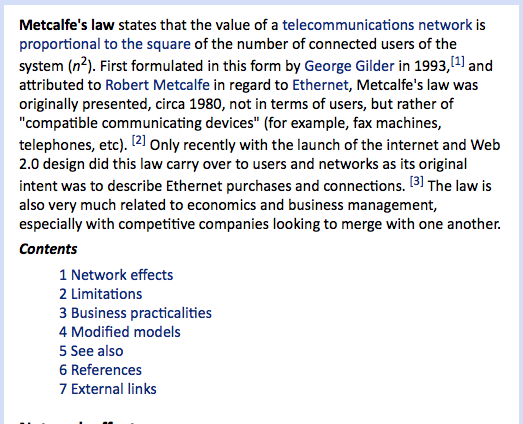 Metcalfe's law states that the value of a telecommunications network is
proportional to the square of the number of connected users of the
system (n²). First formulated in this form by George Gilder in 1993,[1] and
attributed to Robert Metcalfe in regard to Ethernet, Metcalfe's law was
originally presented, circa 1980, not in terms of users, but rather of
"compatible communicating devices" (for example, fax machines,
telephones, etc). [2] Only recently with the launch of the internet and Web
2.0 design did this law carry over to users and networks as its original
intent was to describe Ethernet purchases and connections. [3] The law is
also very much related to economics and business management,
especially with competitive companies looking to merge with one another.
Contents
1 Network effects
2 Limitations
3 Business practicalities
4 Modified models
5 See also
6 References
7 External links